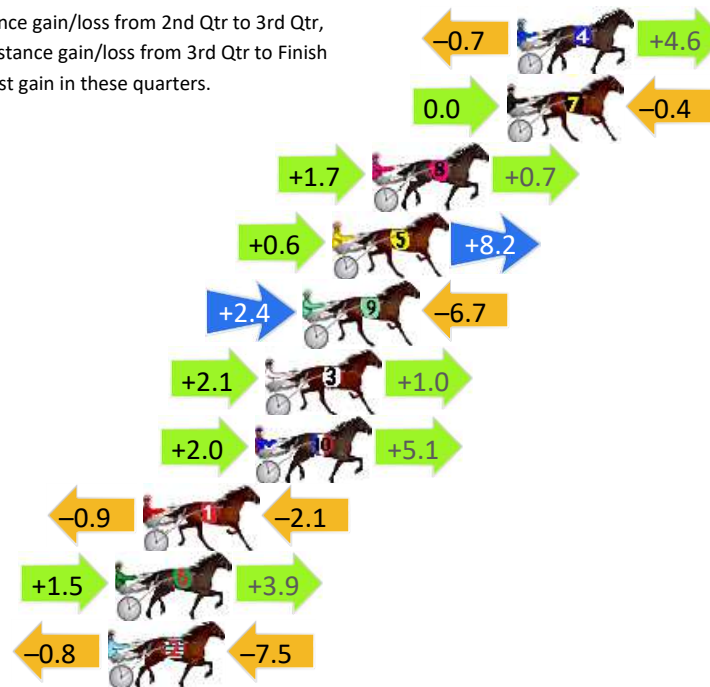 nce gain/loss from 2nd Qtr to 3rd Qtr,
stance gain/loss from 3rd Qtr to Finish
st gain in these quarters.
–0.7 4 +4.6
0.0 7 –0.4
+1.7 8 +0.7
+0.6 5 +8.2
+2.4 9 –6.7
+2.1 3 +1.0
+2.0 10 +5.1
–0.9 1 –2.1
+1.5 6 +3.9
–0.8 2 –7.5